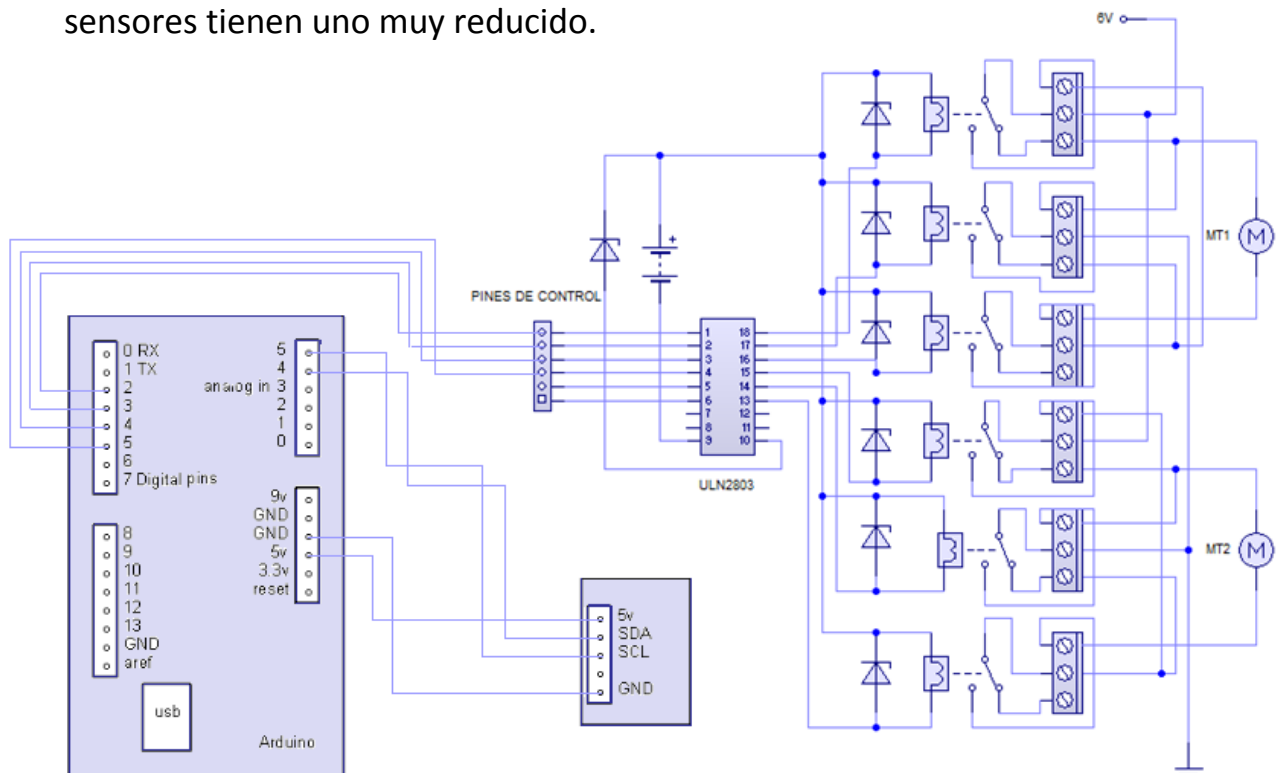 sensores tienen uno muy reducido.
6V
+
MT1 M
PINES DE CONTROL
1 18
2 17
3 16
4 15
5 14
6 13
7 12
8 11
9 10
ULN2803
MT2 M
0 RX
1 TX
2
3
4
5
6
7 Digital pins
8
9
10
11
12
13
GND
aref
5
4
analog in 3
2
1
0
9v
GND
GND
5v
3.3v
reset
usb
Arduino
5v
SDA
SCL
GND